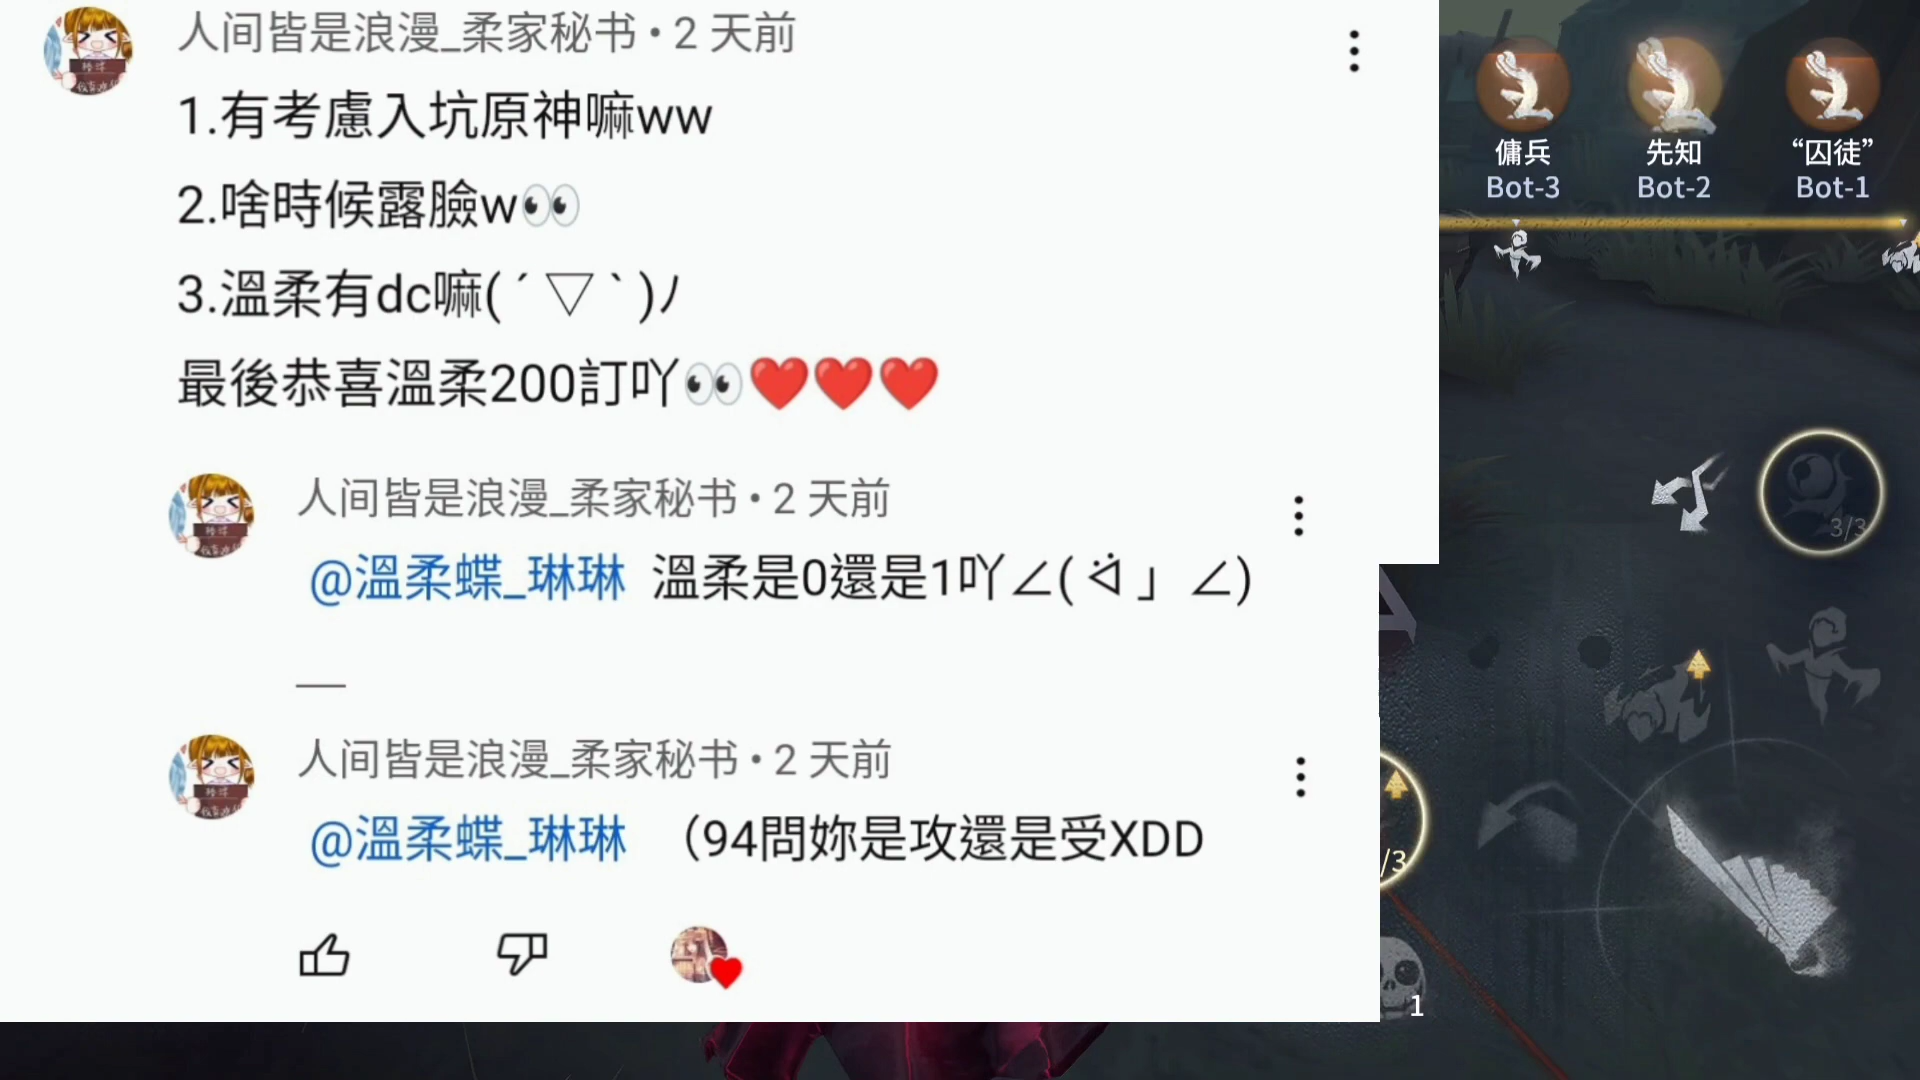 人间皆是浪漫_柔家秘书 • 2 天前
1.有考慮入坑原神嘛ww
2.啥時候露臉w👀
3.溫柔有dc嘛( ´ ▽ ` )ﾉ
最後恭喜溫柔200訂吖👀❤️❤️❤️
人间皆是浪漫_柔家秘书 • 2 天前
@溫柔蝶_琳琳 溫柔是0還是1吖∠( ᐛ 」∠)
—
人间皆是浪漫_柔家秘书 • 2 天前
@溫柔蝶_琳琳 （94問妳是攻還是受XDD
傭兵
Bot-3
先知
Bot-2
“囚徒”
Bot-1
3/3
/3
1